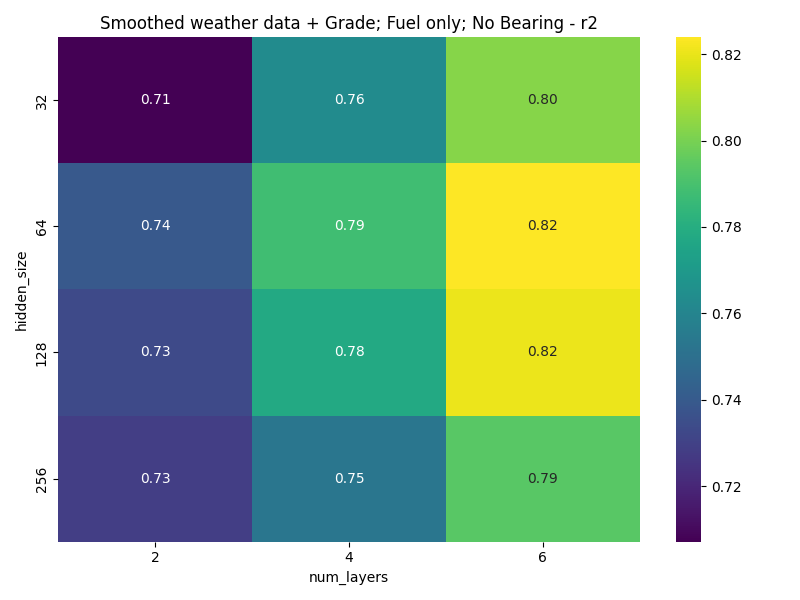 Smoothed weather data + Grade; Fuel only; No Bearing - r2
32 0.71 0.76 0.80
64 0.74 0.79 0.82
128 0.73 0.78 0.82
256 0.73 0.75 0.79
2 4 6
num_layers
hidden_size
0.82
0.80
0.78
0.76
0.74
0.72